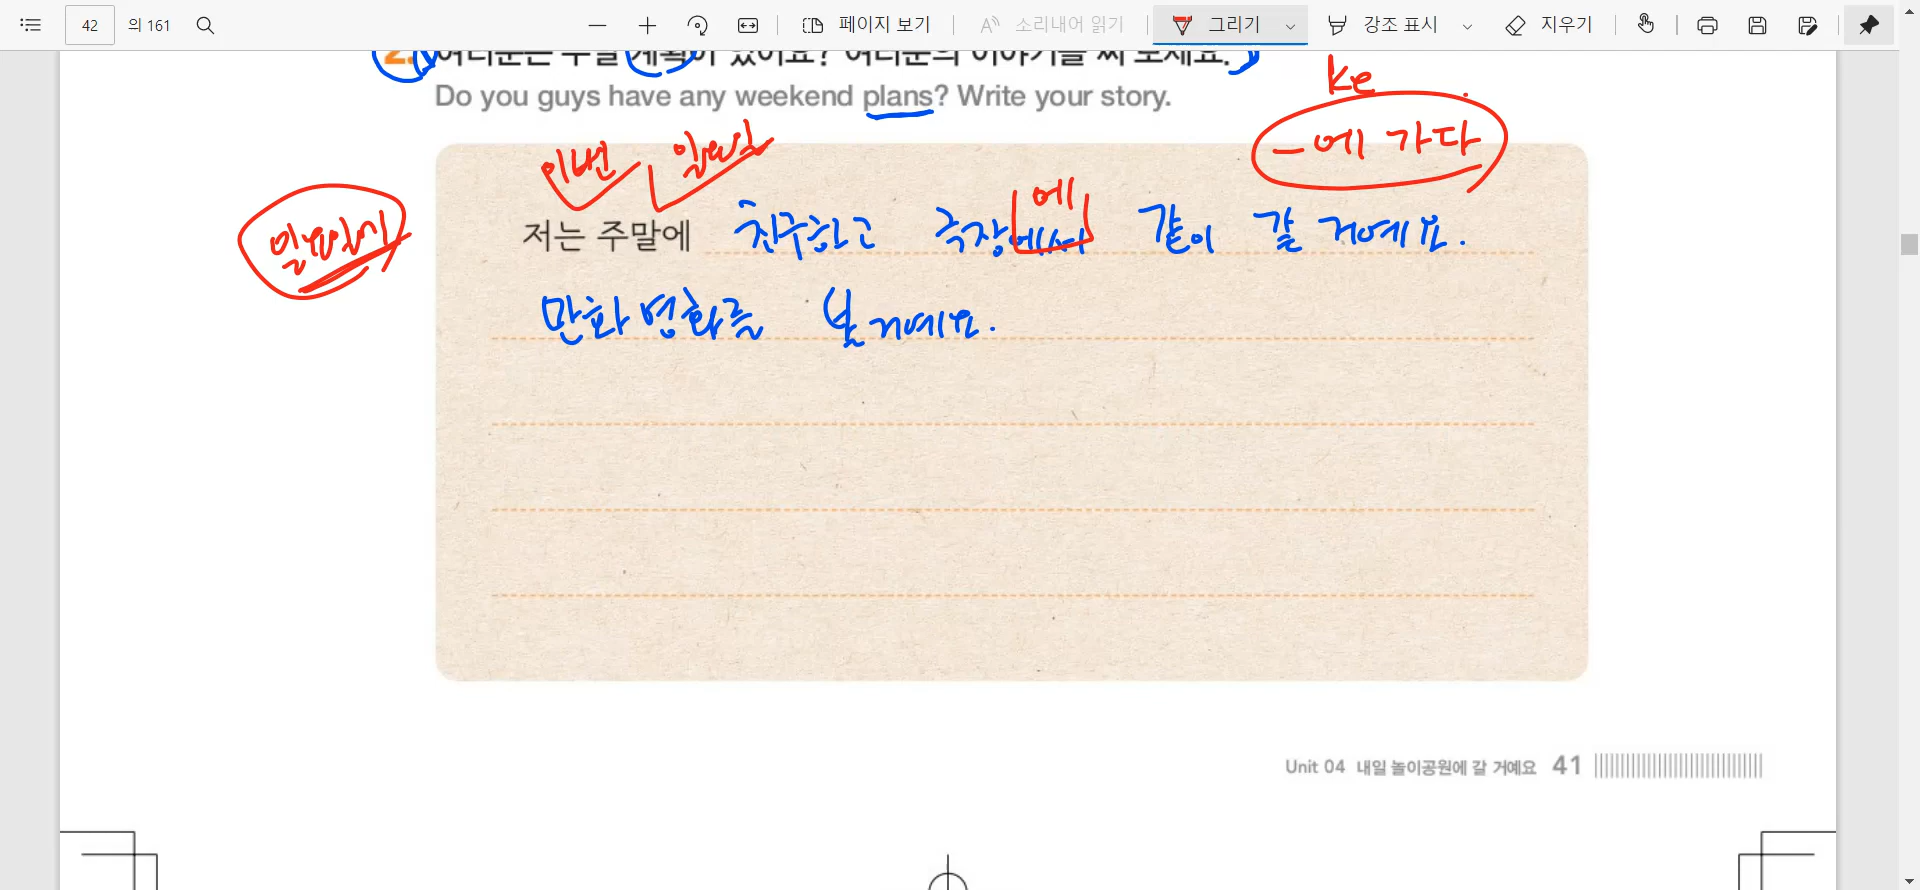 42 의 161 페이지 보기 소리내어 읽기 그리기 강조 표시 지우기
2. 여러분은 주말 계획이 있어요? 여러분의 이야기를 써 보세요.
Do you guys have any weekend plans? Write your story.
ke
-에 가다
이번 일요일
일요일에
에
저는 주말에 친구하고 극장에서 같이 갈 거예요.
만화 영화를 볼 거예요.
Unit 04 내일 놀이공원에 갈 거예요 41